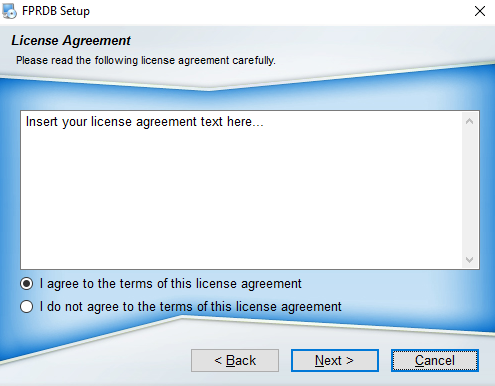 FPRDB Setup
License Agreement
Please read the following license agreement carefully.
Insert your license agreement text here...
I agree to the terms of this license agreement
I do not agree to the terms of this license agreement
< Back
Next >
Cancel